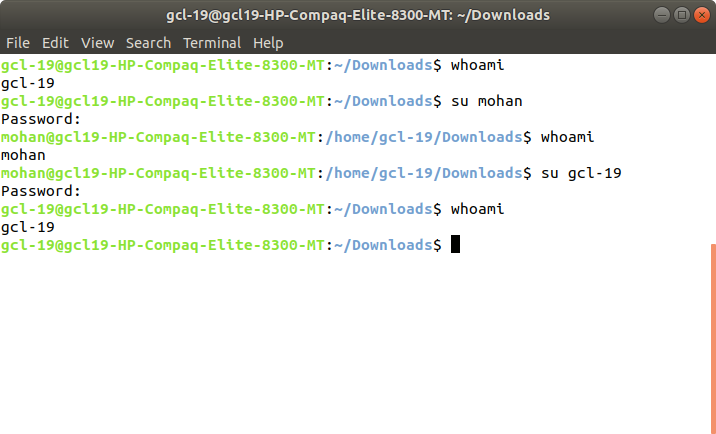 gcl-19@gcl19-HP-Compaq-Elite-8300-MT: ~/Downloads
File Edit View Search Terminal Help
gcl-19@gcl19-HP-Compaq-Elite-8300-MT:~/Downloads$ whoami
gcl-19
gcl-19@gcl19-HP-Compaq-Elite-8300-MT:~/Downloads$ su mohan
Password:
mohan@gcl19-HP-Compaq-Elite-8300-MT:/home/gcl-19/Downloads$ whoami
mohan
mohan@gcl19-HP-Compaq-Elite-8300-MT:/home/gcl-19/Downloads$ su gcl-19
Password:
gcl-19@gcl19-HP-Compaq-Elite-8300-MT:~/Downloads$ whoami
gcl-19
gcl-19@gcl19-HP-Compaq-Elite-8300-MT:~/Downloads$